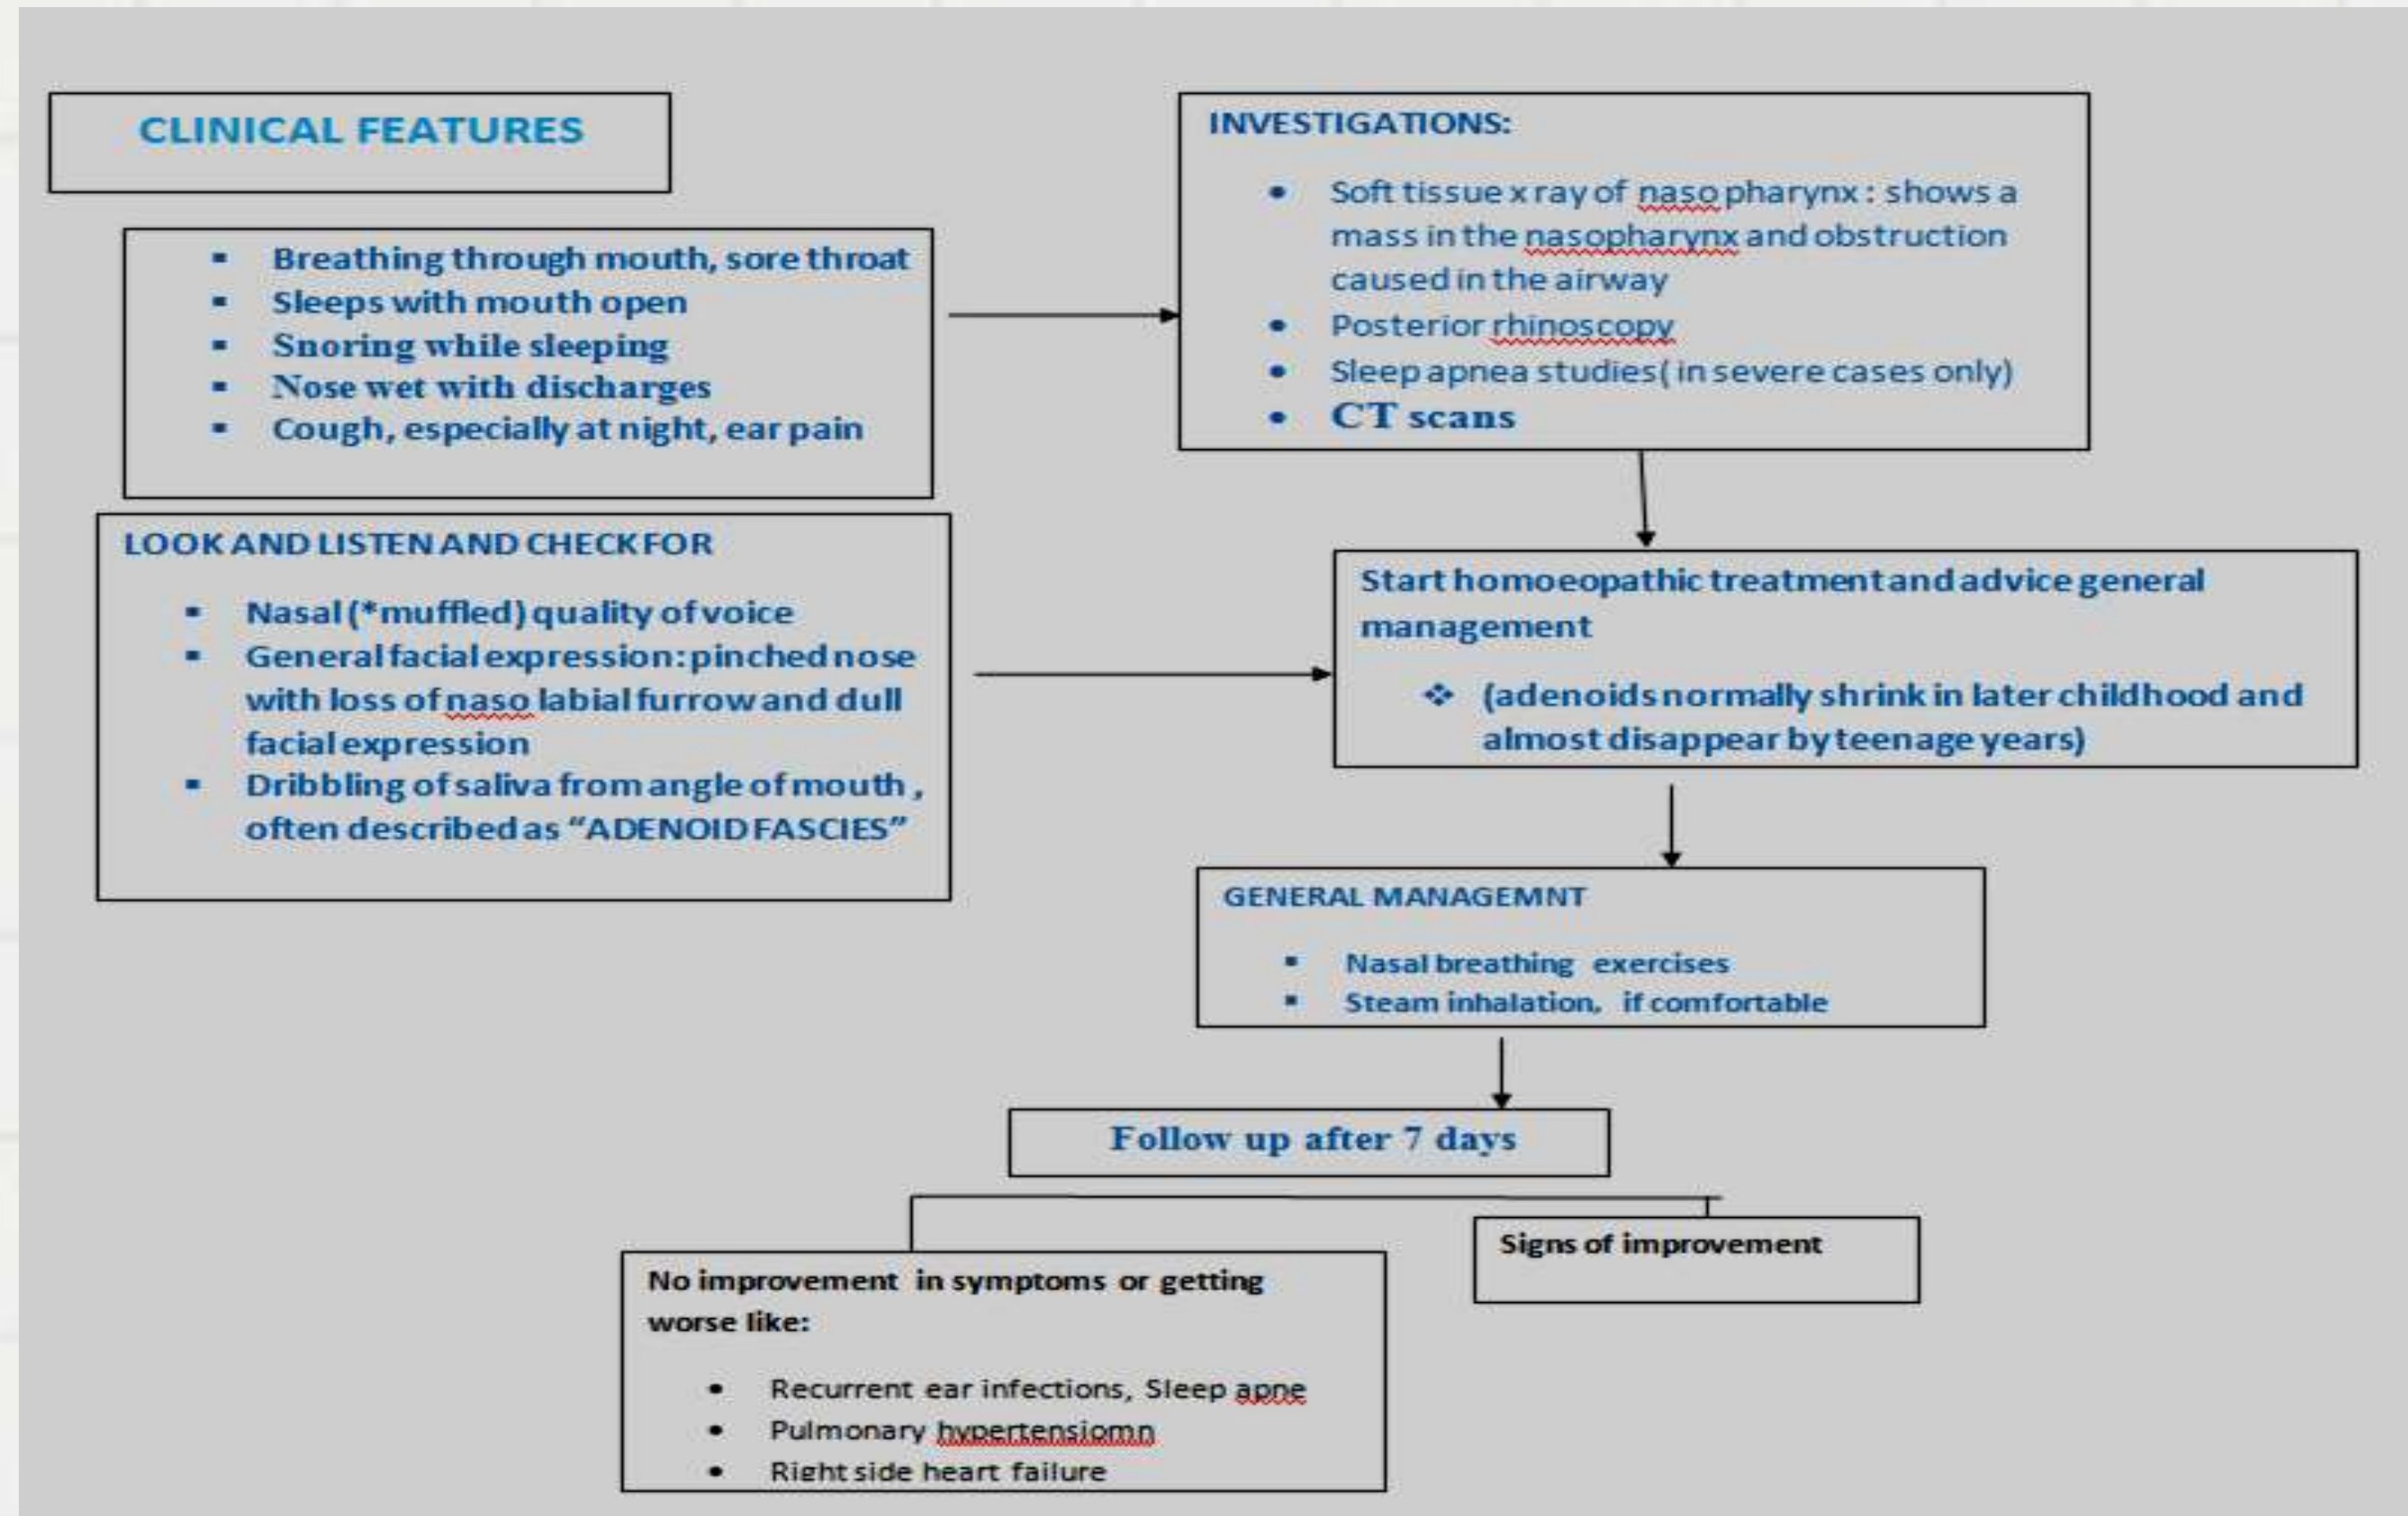 CLINICAL FEATURES
▪ Breathing through mouth, sore throat
▪ Sleeps with mouth open
▪ Snoring while sleeping
▪ Nose wet with discharges
▪ Cough, especially at night, ear pain
LOOK AND LISTEN AND CHECK FOR
▪ Nasal (*muffled) quality of voice
▪ General facial expression: pinched nose
with loss of naso labial furrow and dull
facial expression
▪ Dribbling of saliva from angle of mouth ,
often described as “ADENOID FASCIES”
INVESTIGATIONS:
• Soft tissue x ray of naso pharynx : shows a
mass in the nasopharynx and obstruction
caused in the airway
• Posterior rhinoscopy
• Sleep apnea studies( in severe cases only)
• CT scans
Start homoeopathic treatment and advice general
management
❖ (adenoids normally shrink in later childhood and
almost disappear by teenage years)
GENERAL MANAGEMNT
▪ Nasal breathing exercises
▪ Steam inhalation, if comfortable
Follow up after 7 days
No improvement in symptoms or getting
worse like:
• Recurrent ear infections, Sleep apne
• Pulmonary hypertensiomn
• Right side heart failure
Signs of improvement